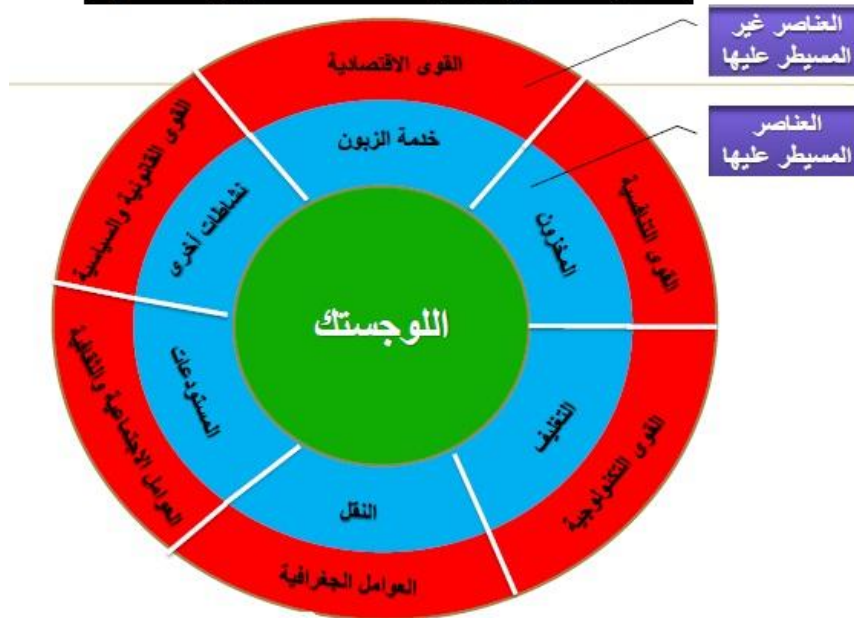 العناصر غير
المسيطر عليها
العناصر
المسيطر عليها
القوى الاقتصادية
القوى التنافسية
القوى التكنولوجية
العوامل الجغرافية
العوامل الاجتماعية والثقافية
القوى القانونية والسياسية
خدمة الزبون
المخزون
التغليف
النقل
المستودعات
نشاطات أخرى
اللوجستك